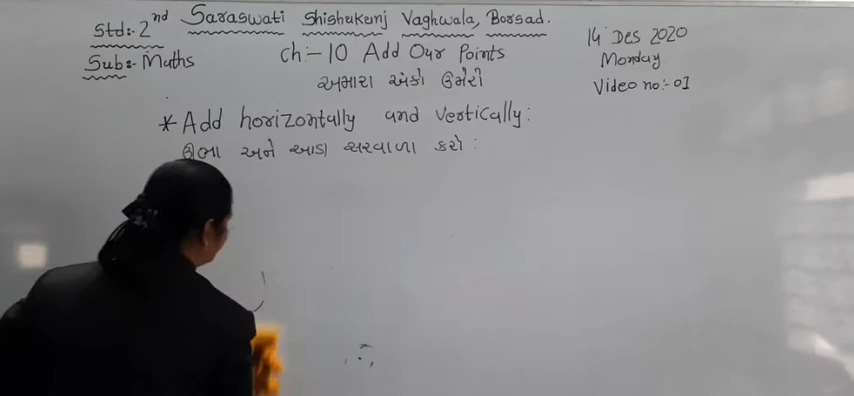 Std:- 2nd Saraswati Shishukunj Vaghwala, Borsad.
14 Des 2020
Sub:- Maths
Ch:- 10 Add Our Points
Monday
અમારા અંકો ઉમેરો
Video no:- 01
* Add horizontally and vertically:
ઊભા અને આડા સરવાળા કરો: